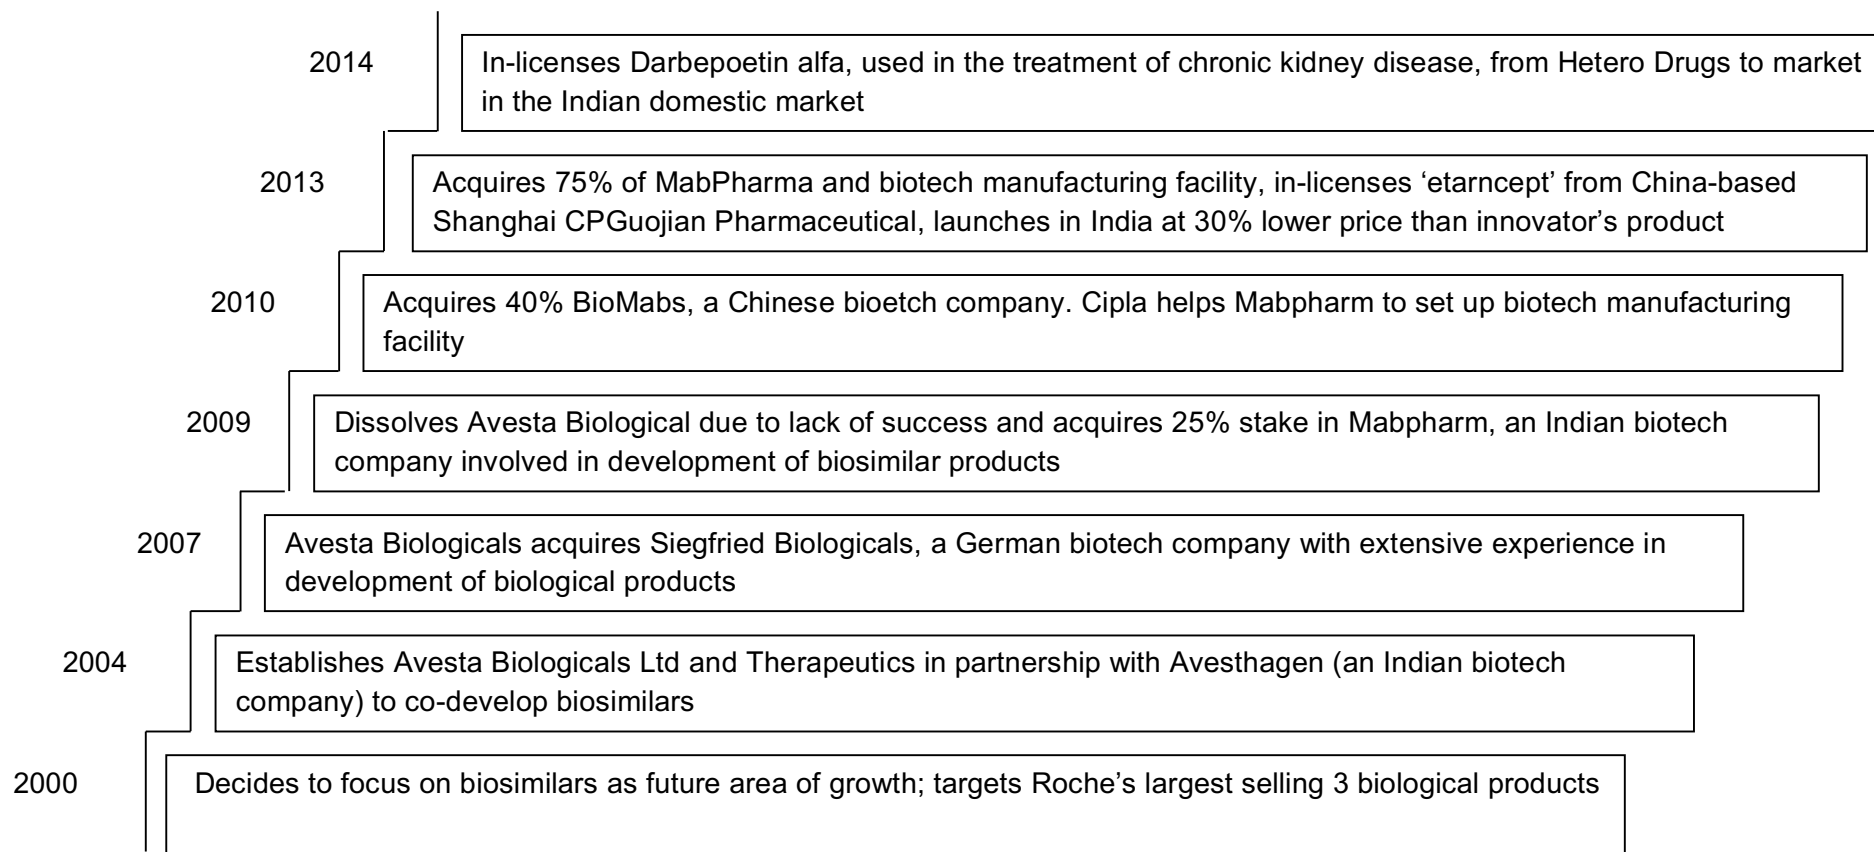 2014
In-licenses Darbepoetin alfa, used in the treatment of chronic kidney disease, from Hetero Drugs to market
in the Indian domestic market
2013
Acquires 75% of MabPharma and biotech manufacturing facility, in-licenses ‘etarncept’ from China-based
Shanghai CPGuojian Pharmaceutical, launches in India at 30% lower price than innovator’s product
2010
Acquires 40% BioMabs, a Chinese bioetch company. Cipla helps Mabpharm to set up biotech manufacturing
facility
2009
Dissolves Avesta Biological due to lack of success and acquires 25% stake in Mabpharm, an Indian biotech
company involved in development of biosimilar products
2007
Avesta Biologicals acquires Siegfried Biologicals, a German biotech company with extensive experience in
development of biological products
2004
Establishes Avesta Biologicals Ltd and Therapeutics in partnership with Avesthagen (an Indian biotech
company) to co-develop biosimilars
2000
Decides to focus on biosimilars as future area of growth; targets Roche’s largest selling 3 biological products